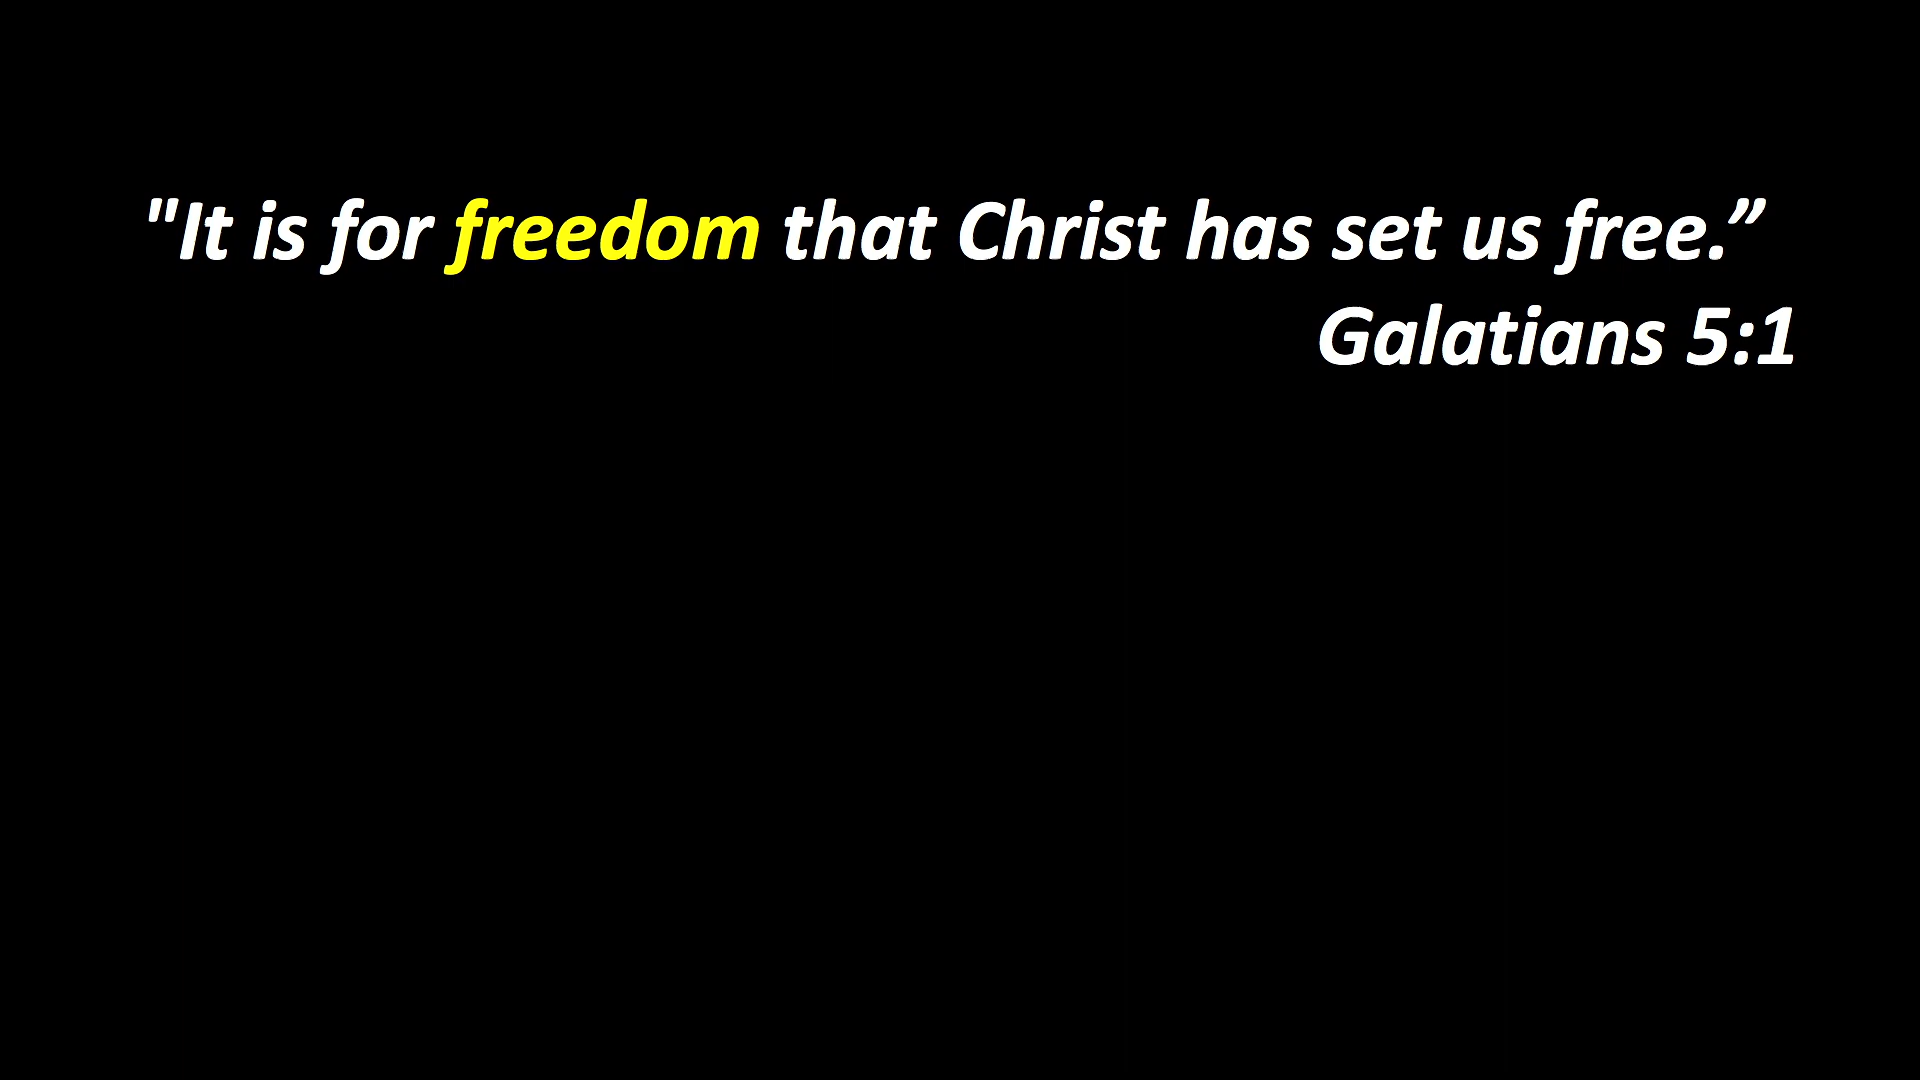 "It is for freedom that Christ has set us free.”
Galatians 5:1